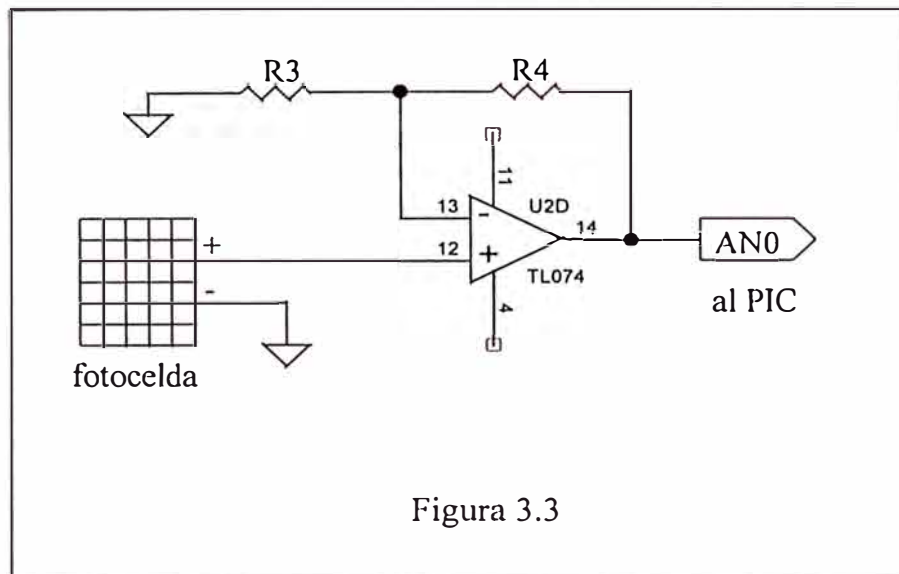 R3
R4
11
13
-
U2D
14
12
+
TL074
4
AN0
al PIC
+
-
fotocelda
Figura 3.3